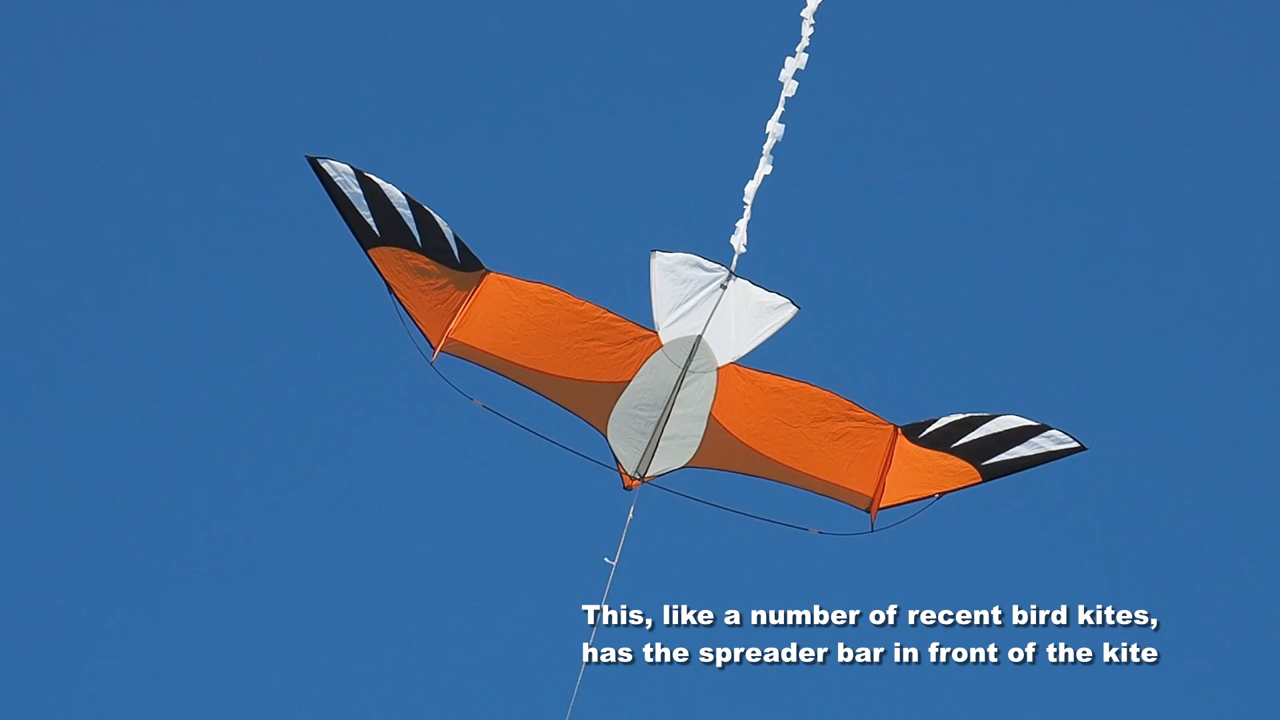 This, like a number of recent bird kites,
has the spreader bar in front of the kite